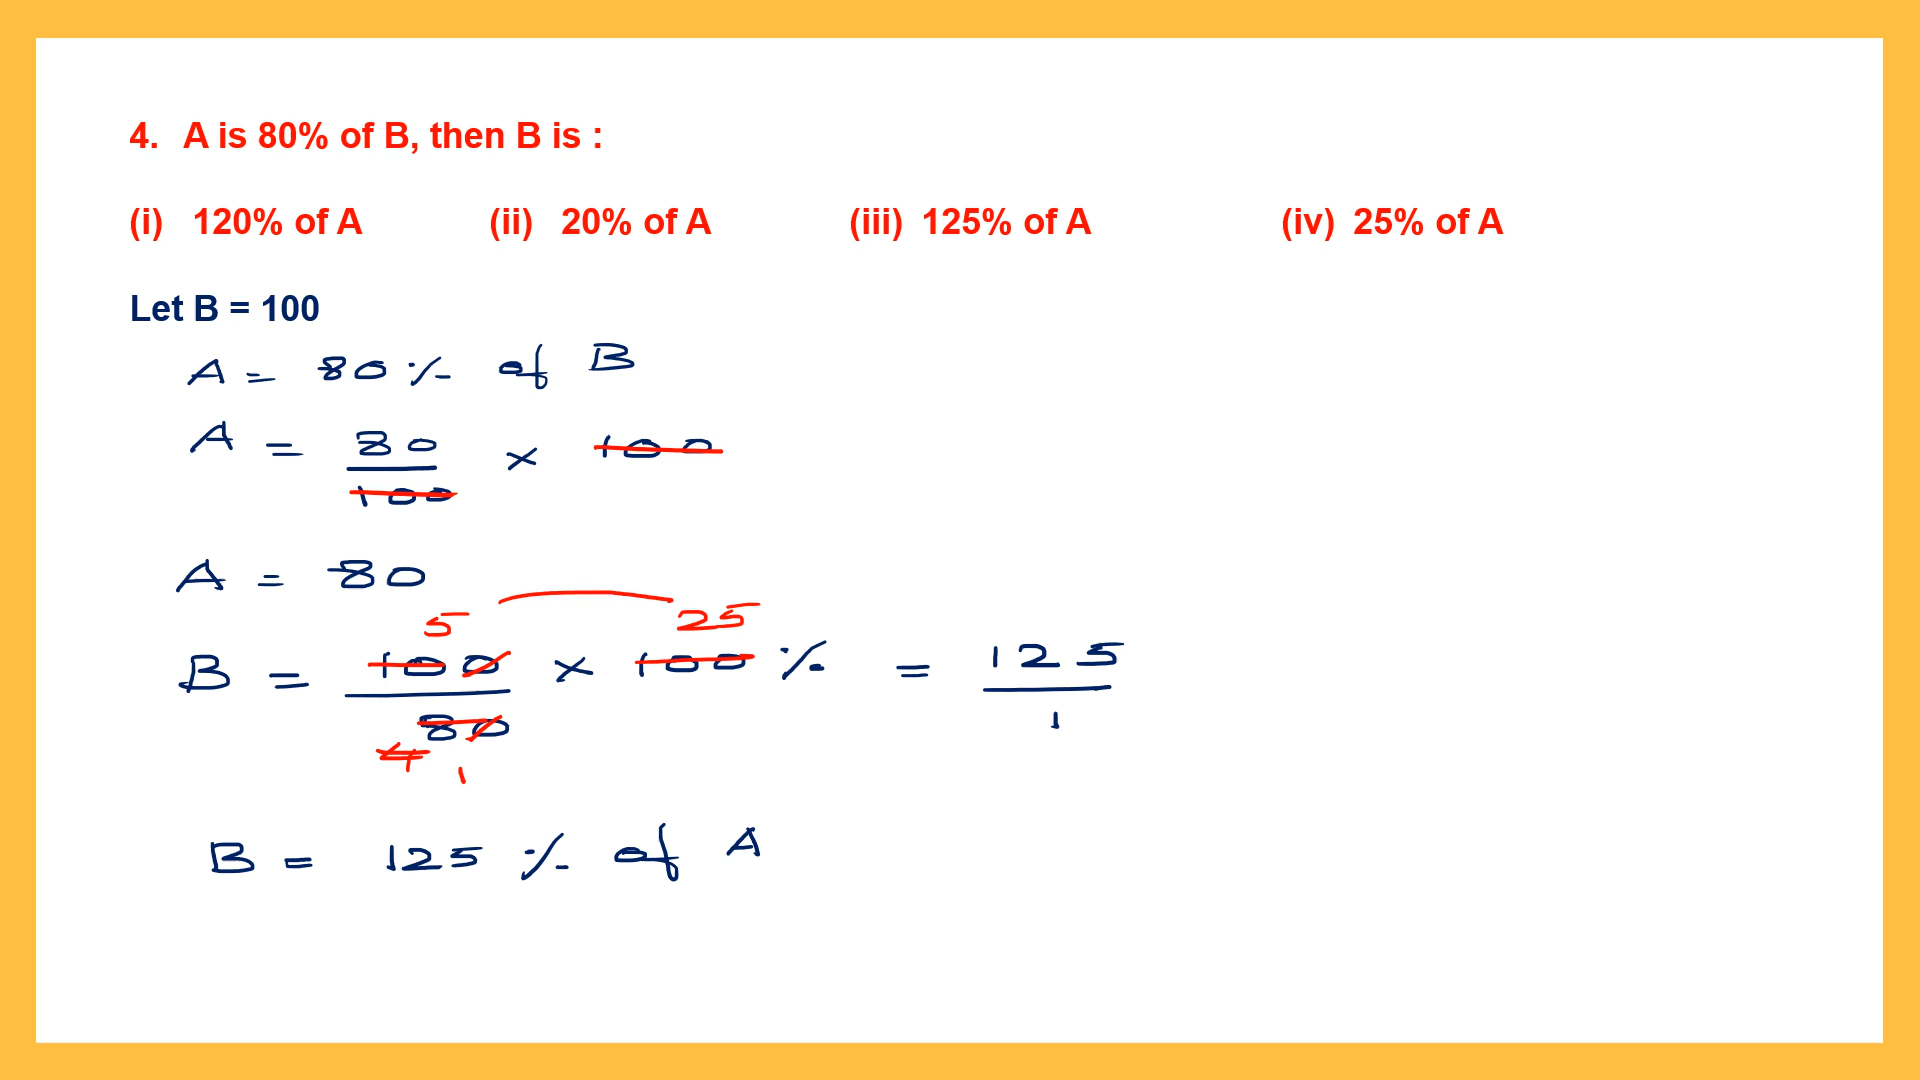 4. A is 80% of B, then B is :
(i) 120% of A (ii) 20% of A (iii) 125% of A (iv) 25% of A
Let B = 100
A = 80 % of B
A = 80/100 × 100
A = 80
5 25
B = 100/80 × 100 % = 125/1
4 1
B = 125 % of A